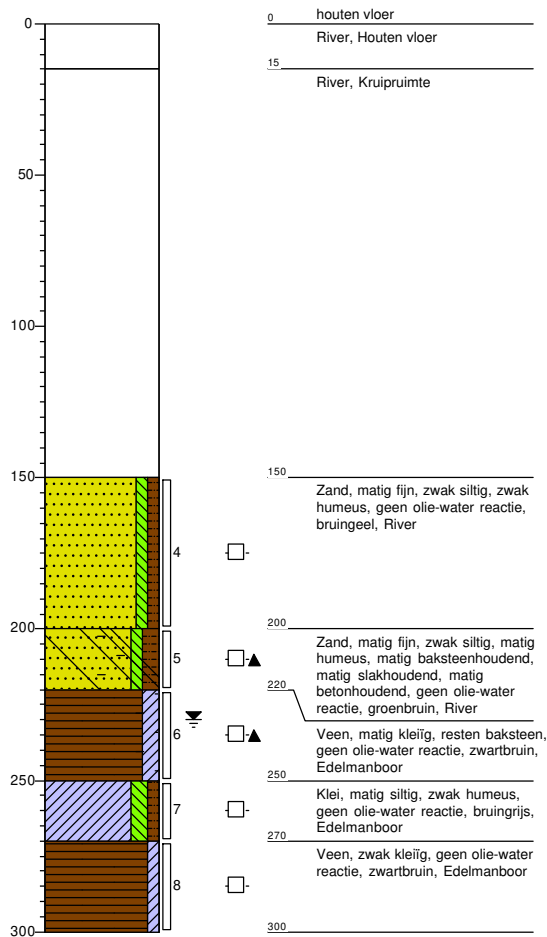 0
houten vloer
0
River, Houten vloer
15
River, Kruipruimte
50
100
150
150
Zand, matig fijn, zwak siltig, zwak
humeus, geen olie-water reactie,
bruingeel, River
4
200
200
Zand, matig fijn, zwak siltig, matig
humeus, matig baksteenhoudend,
matig slakhoudend, matig
betonhoudend, geen olie-water
reactie, groenbruin, River
5
220
Veen, matig kleiïg, resten baksteen,
geen olie-water reactie, zwartbruin,
Edelmanboor
6
250
250
Klei, matig siltig, zwak humeus,
geen olie-water reactie, bruingrijs,
Edelmanboor
7
270
Veen, zwak kleiïg, geen olie-water
reactie, zwartbruin, Edelmanboor
8
300
300